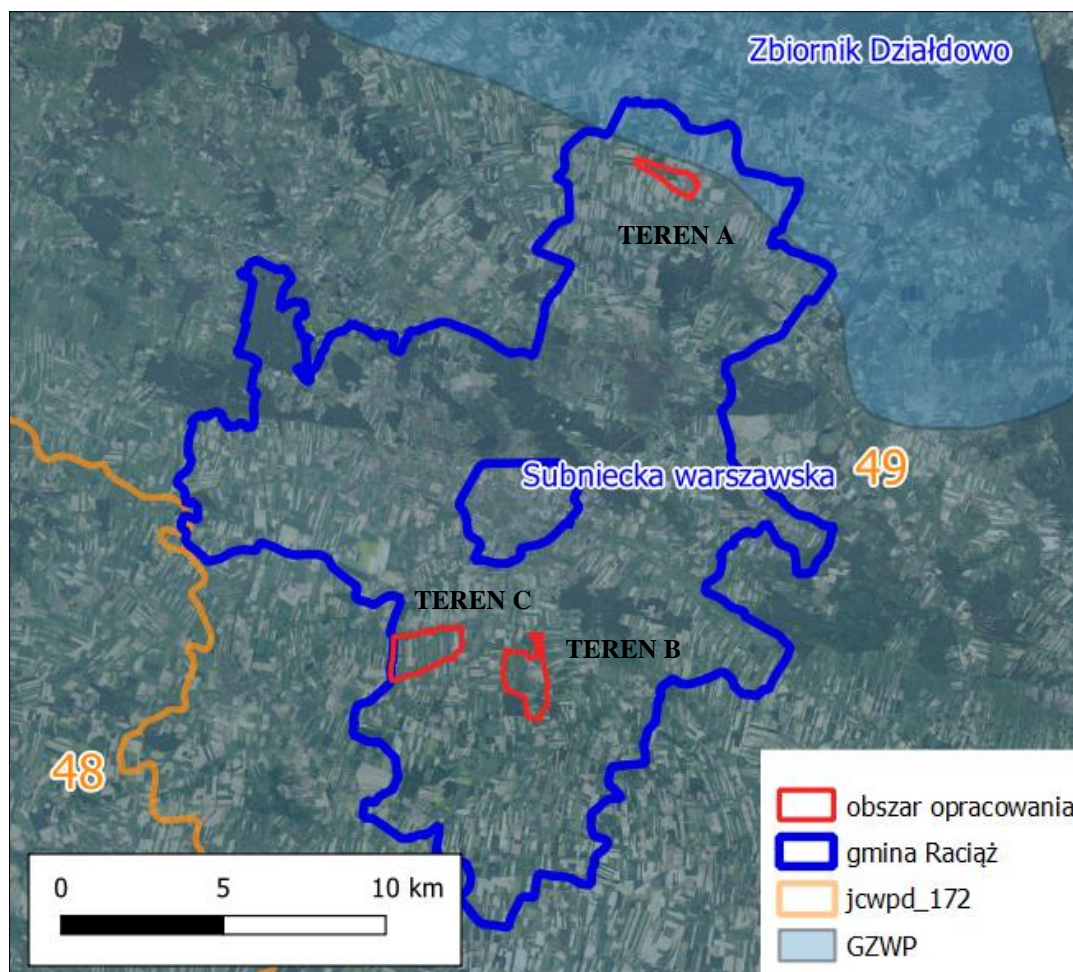 Zbiornik Działdowo
TEREN A
Subniecka warszawska 49
TEREN C
TEREN B
48
obszar opracowania
gmina Raciąż
jcwpd_172
GZWP
0 5 10 km